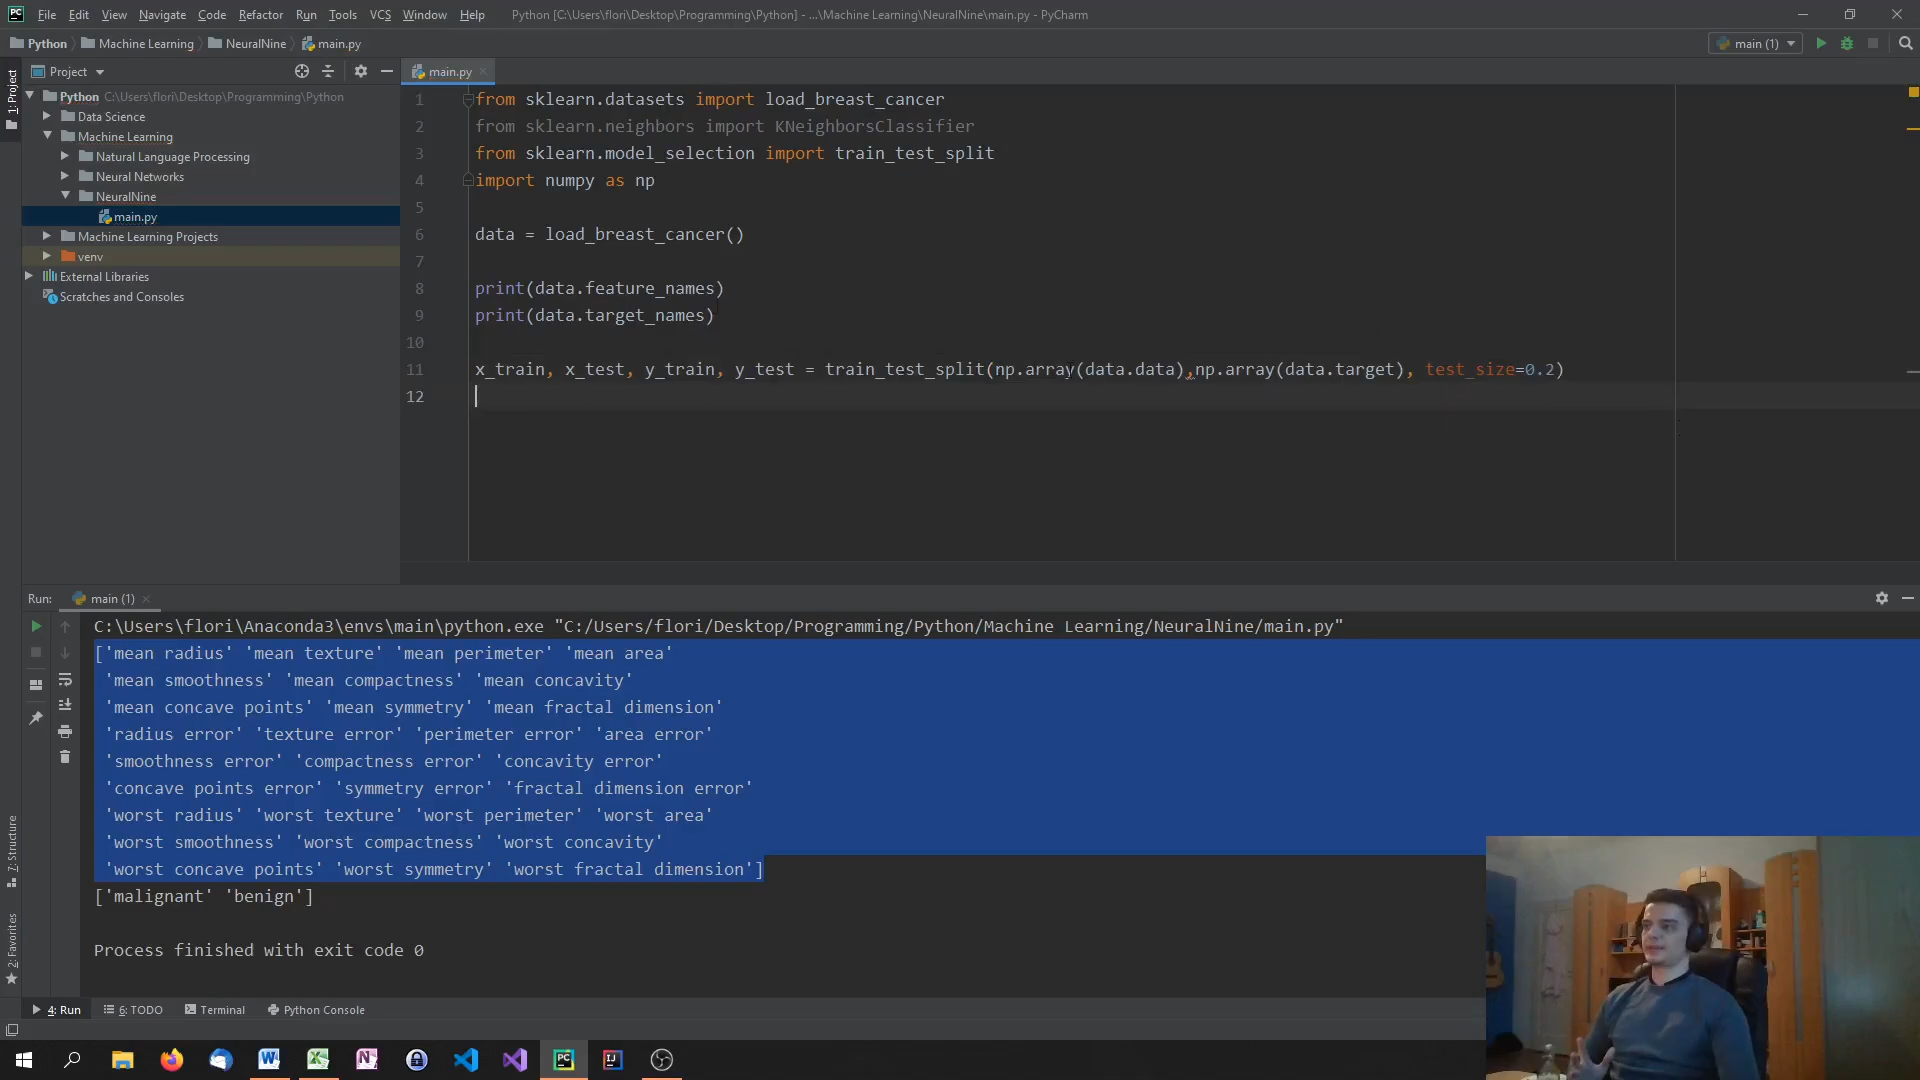 File Edit View Navigate Code Refactor Run Tools VCS Window Help Python [C:\Users\flori\Desktop\Programming\Python] - ...\Machine Learning\NeuralNine\main.py - PyCharm
Python Machine Learning NeuralNine main.py main (1)
1: Project
Project
Python C:\Users\flori\Desktop\Programming\Python
Data Science
Machine Learning
Natural Language Processing
Neural Networks
NeuralNine
main.py
Machine Learning Projects
venv
External Libraries
Scratches and Consoles
main.py
1 from sklearn.datasets import load_breast_cancer
2 from sklearn.neighbors import KNeighborsClassifier
3 from sklearn.model_selection import train_test_split
4 import numpy as np
5
6 data = load_breast_cancer()
7
8 print(data.feature_names)
9 print(data.target_names)
10
11 x_train, x_test, y_train, y_test = train_test_split(np.array(data.data),np.array(data.target), test_size=0.2)
12
Run: main (1)
C:\Users\flori\Anaconda3\envs\main\python.exe "C:/Users/flori/Desktop/Programming/Python/Machine Learning/NeuralNine/main.py"
['mean radius' 'mean texture' 'mean perimeter' 'mean area'
'mean smoothness' 'mean compactness' 'mean concavity'
'mean concave points' 'mean symmetry' 'mean fractal dimension'
'radius error' 'texture error' 'perimeter error' 'area error'
'smoothness error' 'compactness error' 'concavity error'
'concave points error' 'symmetry error' 'fractal dimension error'
'worst radius' 'worst texture' 'worst perimeter' 'worst area'
'worst smoothness' 'worst compactness' 'worst concavity'
'worst concave points' 'worst symmetry' 'worst fractal dimension']
['malignant' 'benign']
Process finished with exit code 0
7: Structure
2: Favorites
4: Run 6: TODO Terminal Python Console